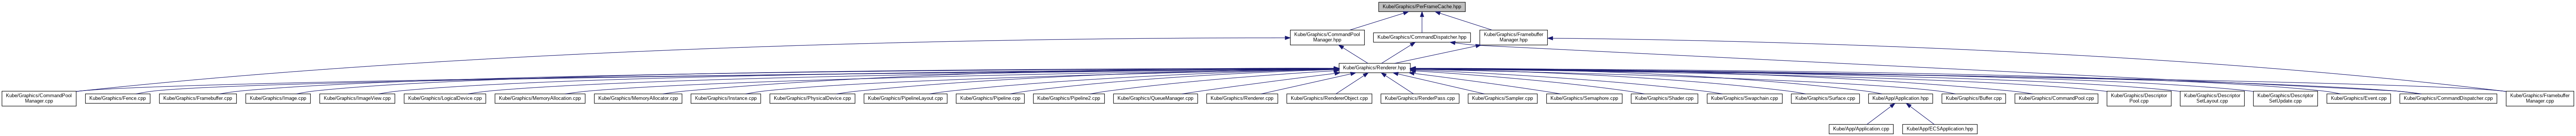 Kube/Graphics/PerFrameCache.hpp
Kube/Graphics/CommandPool
Manager.hpp
Kube/Graphics/CommandDispatcher.hpp
Kube/Graphics/Framebuffer
Manager.hpp
Kube/Graphics/Renderer.hpp
Kube/Graphics/CommandPool
Manager.cpp
Kube/Graphics/Fence.cpp
Kube/Graphics/Framebuffer.cpp
Kube/Graphics/Image.cpp
Kube/Graphics/ImageView.cpp
Kube/Graphics/LogicalDevice.cpp
Kube/Graphics/MemoryAllocation.cpp
Kube/Graphics/MemoryAllocator.cpp
Kube/Graphics/Instance.cpp
Kube/Graphics/PhysicalDevice.cpp
Kube/Graphics/PipelineLayout.cpp
Kube/Graphics/Pipeline.cpp
Kube/Graphics/Pipeline2.cpp
Kube/Graphics/QueueManager.cpp
Kube/Graphics/Renderer.cpp
Kube/Graphics/RendererObject.cpp
Kube/Graphics/RenderPass.cpp
Kube/Graphics/Sampler.cpp
Kube/Graphics/Semaphore.cpp
Kube/Graphics/Shader.cpp
Kube/Graphics/Swapchain.cpp
Kube/Graphics/Surface.cpp
Kube/App/Application.hpp
Kube/Graphics/Buffer.cpp
Kube/Graphics/CommandPool.cpp
Kube/Graphics/Descriptor
Pool.cpp
Kube/Graphics/Descriptor
SetLayout.cpp
Kube/Graphics/Descriptor
SetUpdate.cpp
Kube/Graphics/Event.cpp
Kube/Graphics/CommandDispatcher.cpp
Kube/Graphics/Framebuffer
Manager.cpp
Kube/App/Application.cpp
Kube/App/ECSApplication.hpp